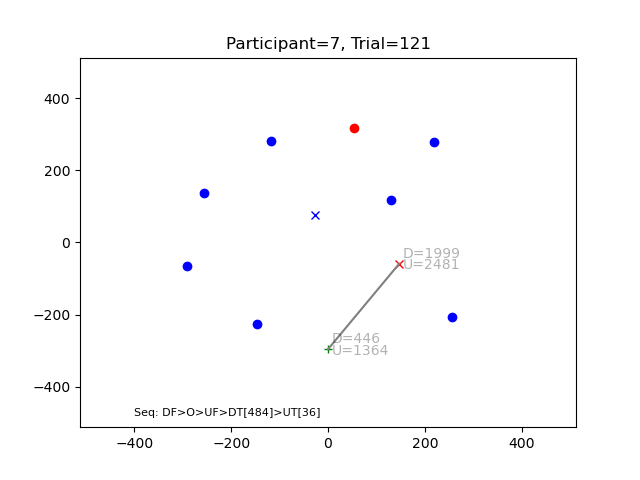 Participant=7, Trial=121
400
200
0
−200
−400
D=1999
U=2481
D=446
U=1364
Seq: DF>O>UF>DT[484]>UT[36]
−400 −200 0 200 400